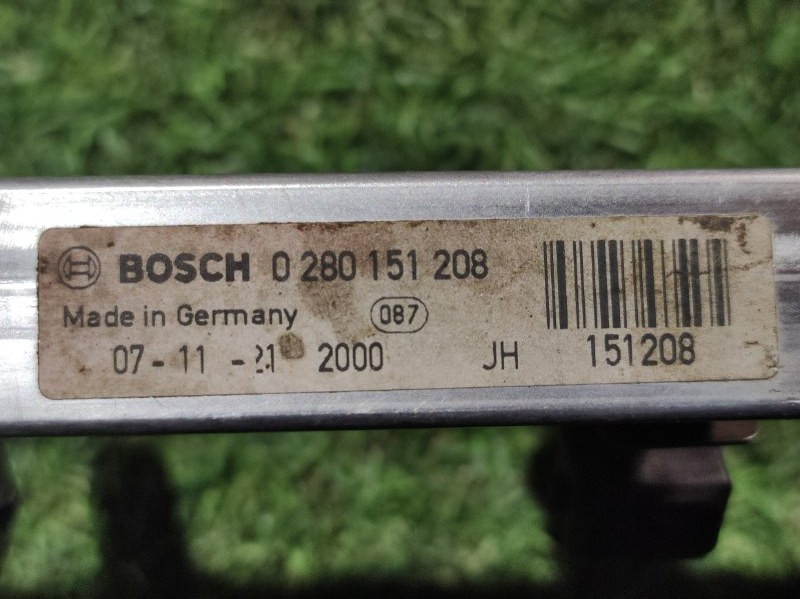 BOSCH 0 280 151 208
Made in Germany 087
07-11-21 2000 JH 151208